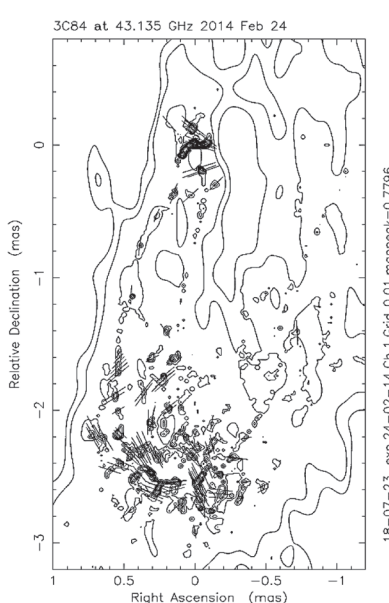 3C84 at 43.135 GHz 2014 Feb 24
0
−1
−2
−3
Relative Declination (mas)
1 0.5 0 −0.5 −1
Right Ascension (mas)
18−07−23 exe 24−02−14 Ch 1 Grid 0.01 maspeak=0.7796